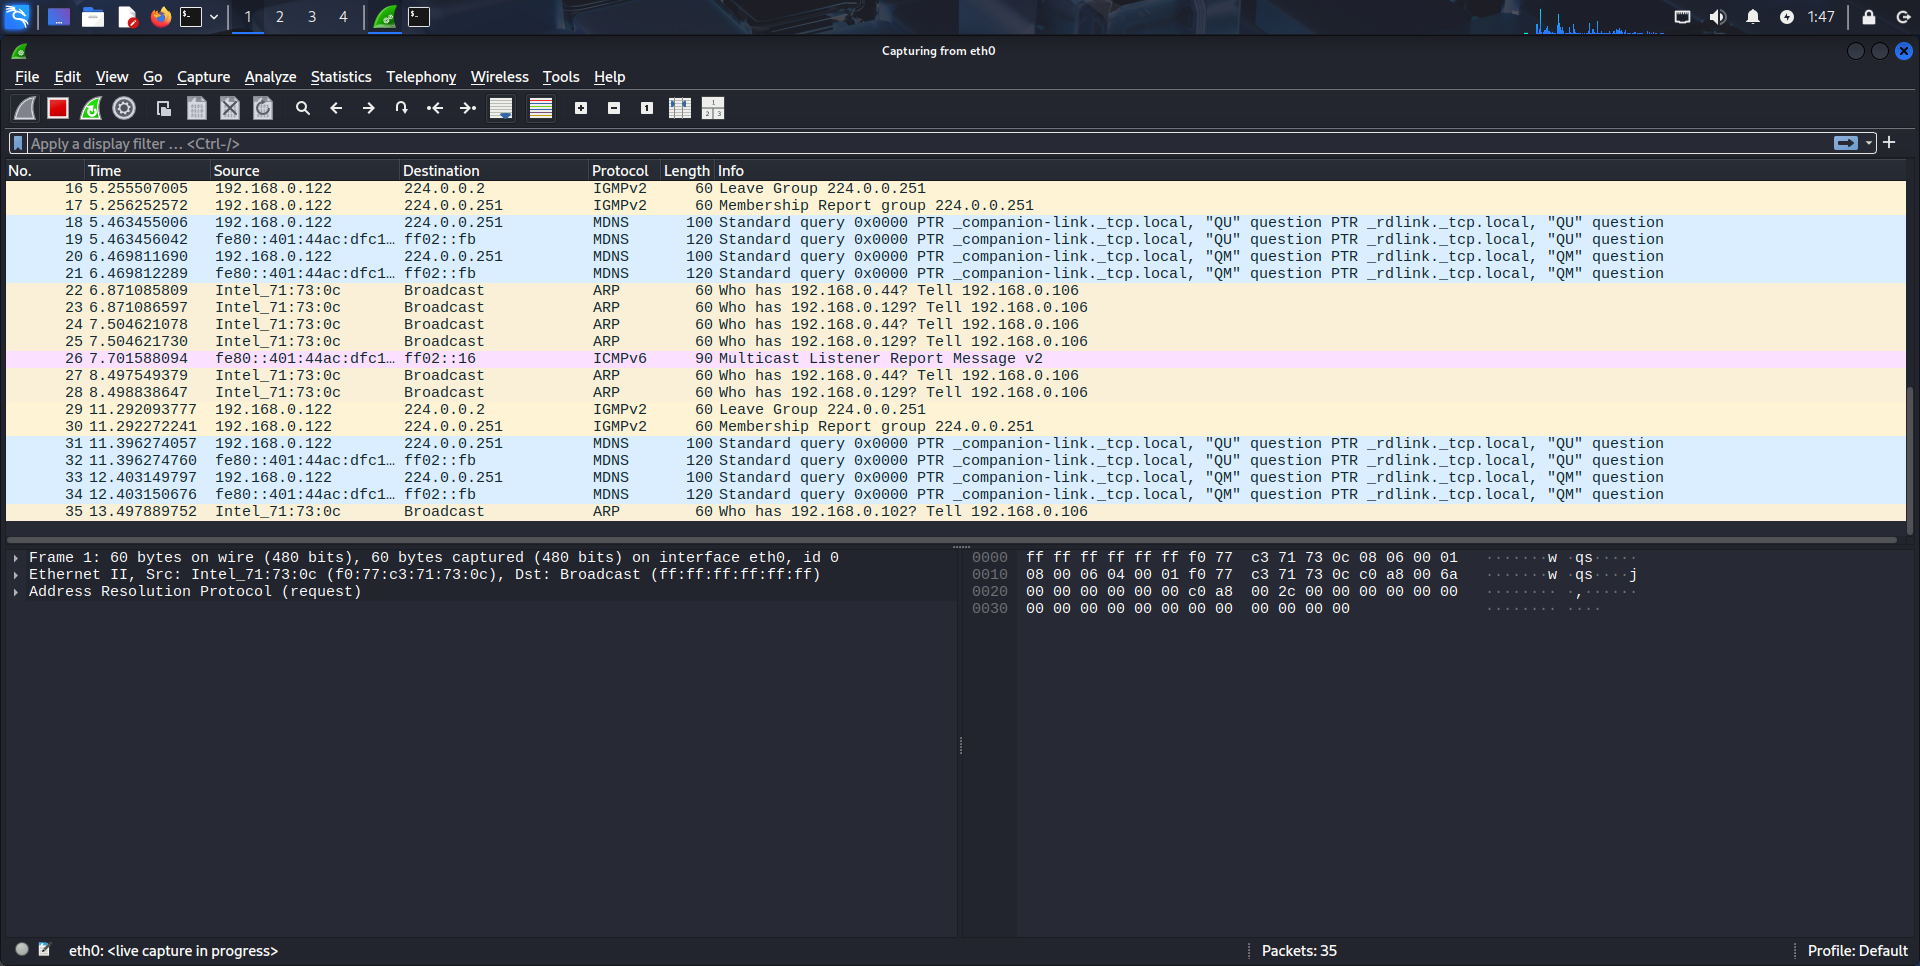 1 2 3 4 1:47
Capturing from eth0
File Edit View Go Capture Analyze Statistics Telephony Wireless Tools Help
Apply a display filter … <Ctrl-/>
No. Time Source Destination Protocol Length Info
16 5.255507005 192.168.0.122 224.0.0.2 IGMPv2 60 Leave Group 224.0.0.251
17 5.256252572 192.168.0.122 224.0.0.251 IGMPv2 60 Membership Report group 224.0.0.251
18 5.463455006 192.168.0.122 224.0.0.251 MDNS 100 Standard query 0x0000 PTR _companion-link._tcp.local, "QU" question PTR _rdlink._tcp.local, "QU" question
19 5.463456042 fe80::401:44ac:dfc1… ff02::fb MDNS 120 Standard query 0x0000 PTR _companion-link._tcp.local, "QU" question PTR _rdlink._tcp.local, "QU" question
20 6.469811690 192.168.0.122 224.0.0.251 MDNS 100 Standard query 0x0000 PTR _companion-link._tcp.local, "QM" question PTR _rdlink._tcp.local, "QM" question
21 6.469812289 fe80::401:44ac:dfc1… ff02::fb MDNS 120 Standard query 0x0000 PTR _companion-link._tcp.local, "QM" question PTR _rdlink._tcp.local, "QM" question
22 6.871085809 Intel_71:73:0c Broadcast ARP 60 Who has 192.168.0.44? Tell 192.168.0.106
23 6.871086597 Intel_71:73:0c Broadcast ARP 60 Who has 192.168.0.129? Tell 192.168.0.106
24 7.504621078 Intel_71:73:0c Broadcast ARP 60 Who has 192.168.0.44? Tell 192.168.0.106
25 7.504621730 Intel_71:73:0c Broadcast ARP 60 Who has 192.168.0.129? Tell 192.168.0.106
26 7.701588094 fe80::401:44ac:dfc1… ff02::16 ICMPv6 90 Multicast Listener Report Message v2
27 8.497549379 Intel_71:73:0c Broadcast ARP 60 Who has 192.168.0.44? Tell 192.168.0.106
28 8.498838647 Intel_71:73:0c Broadcast ARP 60 Who has 192.168.0.129? Tell 192.168.0.106
29 11.292093777 192.168.0.122 224.0.0.2 IGMPv2 60 Leave Group 224.0.0.251
30 11.292272241 192.168.0.122 224.0.0.251 IGMPv2 60 Membership Report group 224.0.0.251
31 11.396274057 192.168.0.122 224.0.0.251 MDNS 100 Standard query 0x0000 PTR _companion-link._tcp.local, "QU" question PTR _rdlink._tcp.local, "QU" question
32 11.396274760 fe80::401:44ac:dfc1… ff02::fb MDNS 120 Standard query 0x0000 PTR _companion-link._tcp.local, "QU" question PTR _rdlink._tcp.local, "QU" question
33 12.403149797 192.168.0.122 224.0.0.251 MDNS 100 Standard query 0x0000 PTR _companion-link._tcp.local, "QM" question PTR _rdlink._tcp.local, "QM" question
34 12.403150676 fe80::401:44ac:dfc1… ff02::fb MDNS 120 Standard query 0x0000 PTR _companion-link._tcp.local, "QM" question PTR _rdlink._tcp.local, "QM" question
35 13.497889752 Intel_71:73:0c Broadcast ARP 60 Who has 192.168.0.102? Tell 192.168.0.106
Frame 1: 60 bytes on wire (480 bits), 60 bytes captured (480 bits) on interface eth0, id 0
Ethernet II, Src: Intel_71:73:0c (f0:77:c3:71:73:0c), Dst: Broadcast (ff:ff:ff:ff:ff:ff)
Address Resolution Protocol (request)
0000 ff ff ff ff ff ff f0 77 c3 71 73 0c 08 06 00 01 ·······w ·qs·····
0010 08 00 06 04 00 01 f0 77 c3 71 73 0c c0 a8 00 6a ·······w ·qs····j
0020 00 00 00 00 00 00 c0 a8 00 2c 00 00 00 00 00 00 ········ ·,······
0030 00 00 00 00 00 00 00 00 00 00 00 00 ········ ····
eth0: <live capture in progress> Packets: 35 Profile: Default